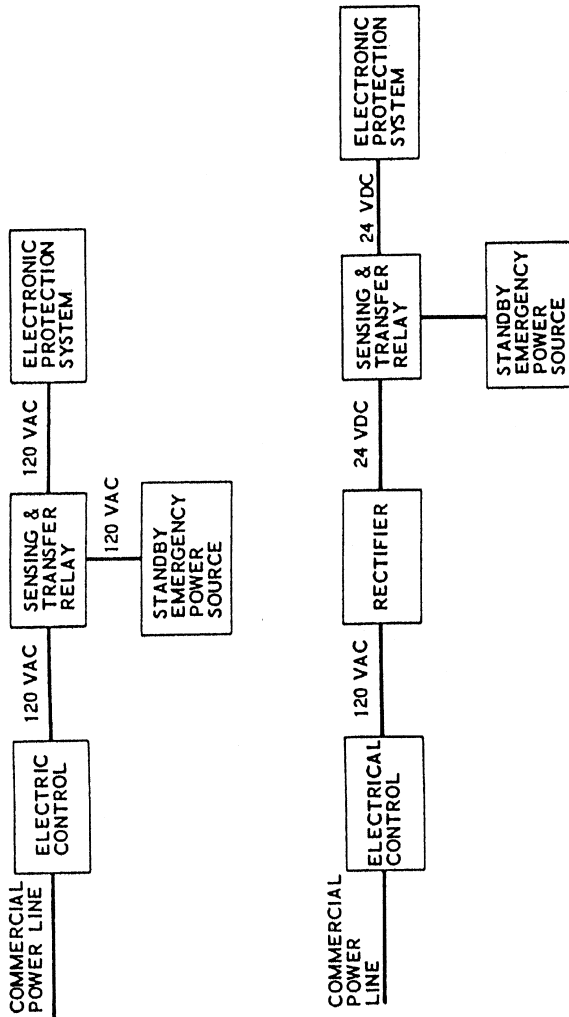 COMMERCIAL
POWER LINE
ELECTRIC
CONTROL
120 VAC
SENSING &
TRANSFER
RELAY
120 VAC
STANDBY
EMERGENCY
POWER
SOURCE
120 VAC
ELECTRONIC
PROTECTION
SYSTEM
COMMERCIAL
POWER
LINE
ELECTRICAL
CONTROL
120 VAC
RECTIFIER
24 VDC
SENSING &
TRANSFER
RELAY
STANDBY
EMERGENCY
POWER
SOURCE
24 VDC
ELECTRONIC
PROTECTION
SYSTEM